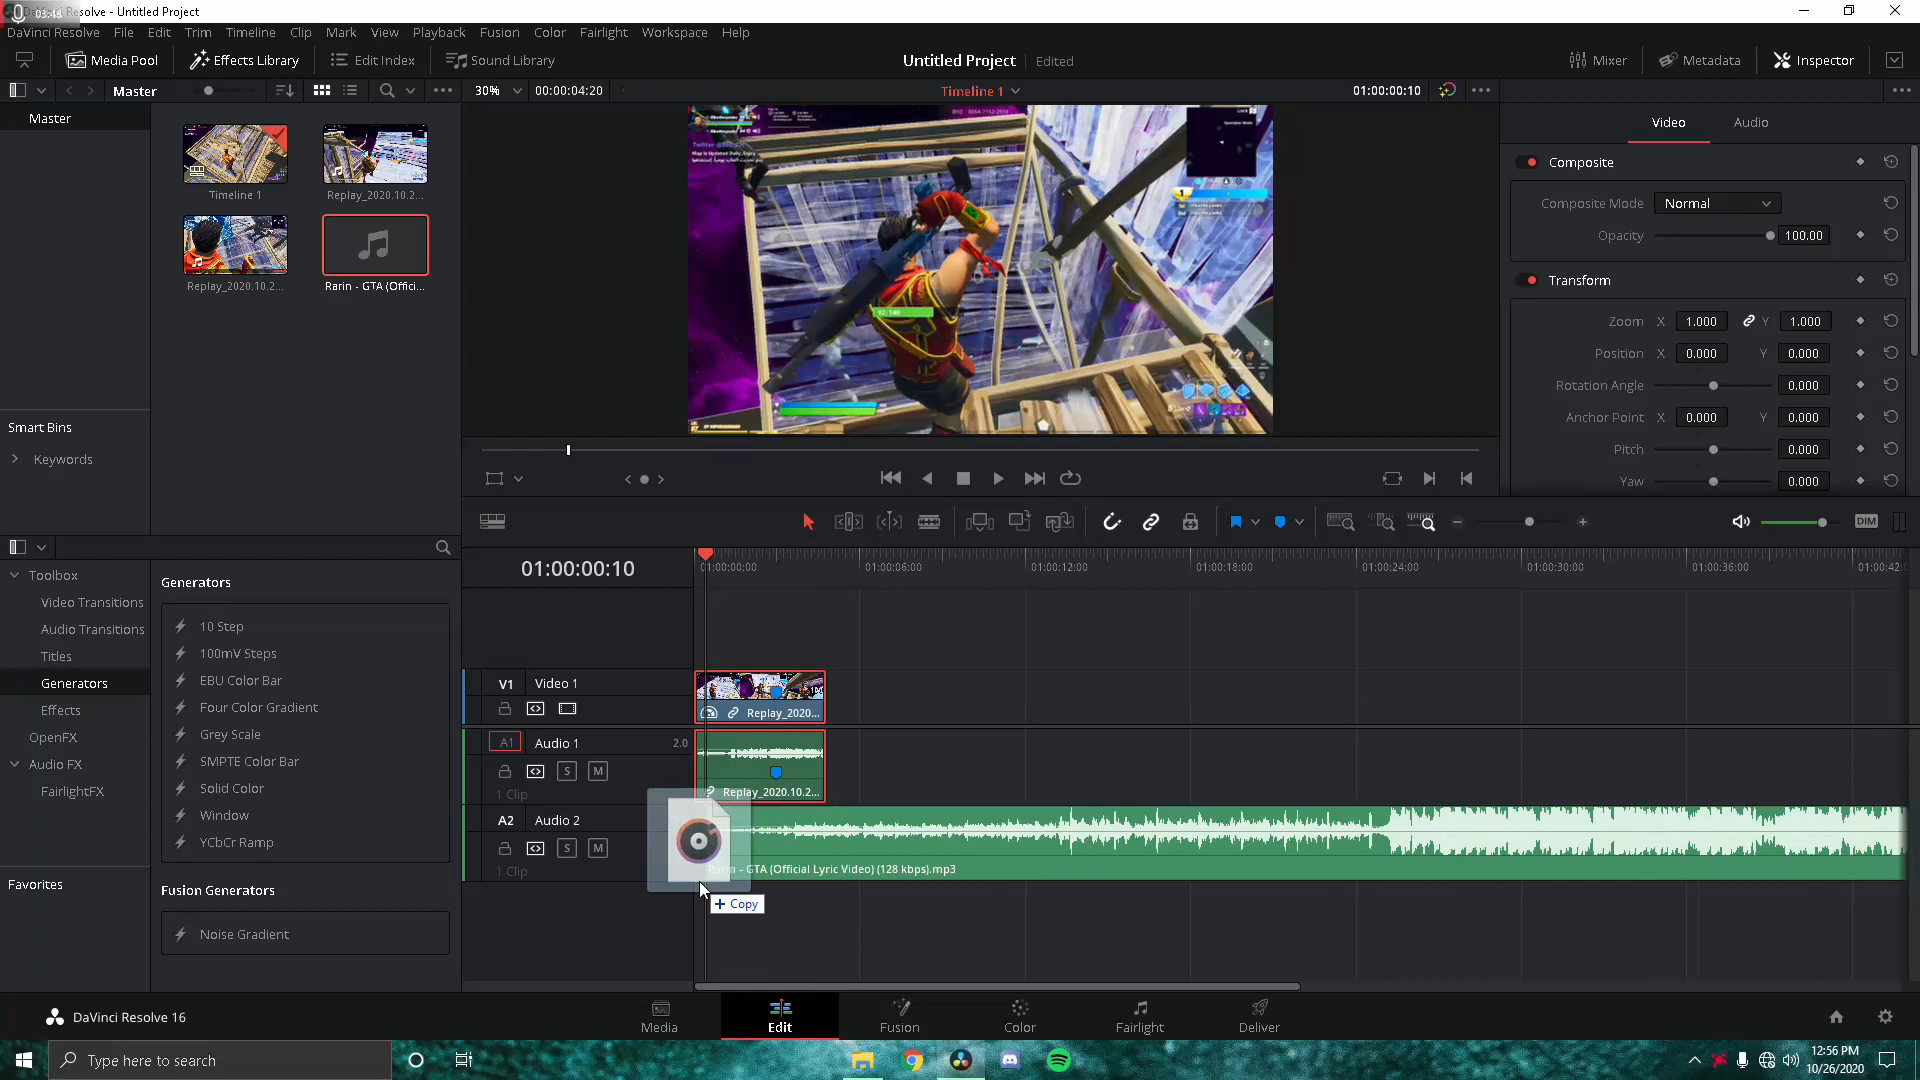 03:48
Resolve - Untitled Project
DaVinci Resolve File Edit Trim Timeline Clip Mark View Playback Fusion Color Fairlight Workspace Help
Media Pool Effects Library Edit Index Sound Library Untitled Project Edited Mixer Metadata Inspector
Master 30% 00:00:04:20 Timeline 1 01:00:00:10
Master
Timeline 1 Replay_2020.10.2...
Replay_2020.10.2... Rarin - GTA (Offici...
Smart Bins
Keywords
Video Audio
Composite
Composite Mode Normal
Opacity 100.00
Transform
Zoom X 1.000 Y 1.000
Position X 0.000 Y 0.000
Rotation Angle 0.000
Anchor Point X 0.000 Y 0.000
Pitch 0.000
Yaw 0.000
DIM
Toolbox
Video Transitions
Audio Transitions
Titles
Generators
Effects
OpenFX
Audio FX
FairlightFX
Favorites
Generators
10 Step
100mV Steps
EBU Color Bar
Four Color Gradient
Grey Scale
SMPTE Color Bar
Solid Color
Window
YCbCr Ramp
Fusion Generators
Noise Gradient
01:00:00:10
01:00:00:00 01:00:06:00 01:00:12:00 01:00:18:00 01:00:24:00 01:00:30:00 01:00:36:00 01:00:42:0
V1 Video 1
Replay_2020...
A1 Audio 1 2.0
S M
1 Clip
Replay_2020.10.2...
A2 Audio 2
S M
1 Clip
- GTA (Official Lyric Video) (128 kbps).mp3
+ Copy
DaVinci Resolve 16
Media Edit Fusion Color Fairlight Deliver
Type here to search
12:56 PM
10/26/2020